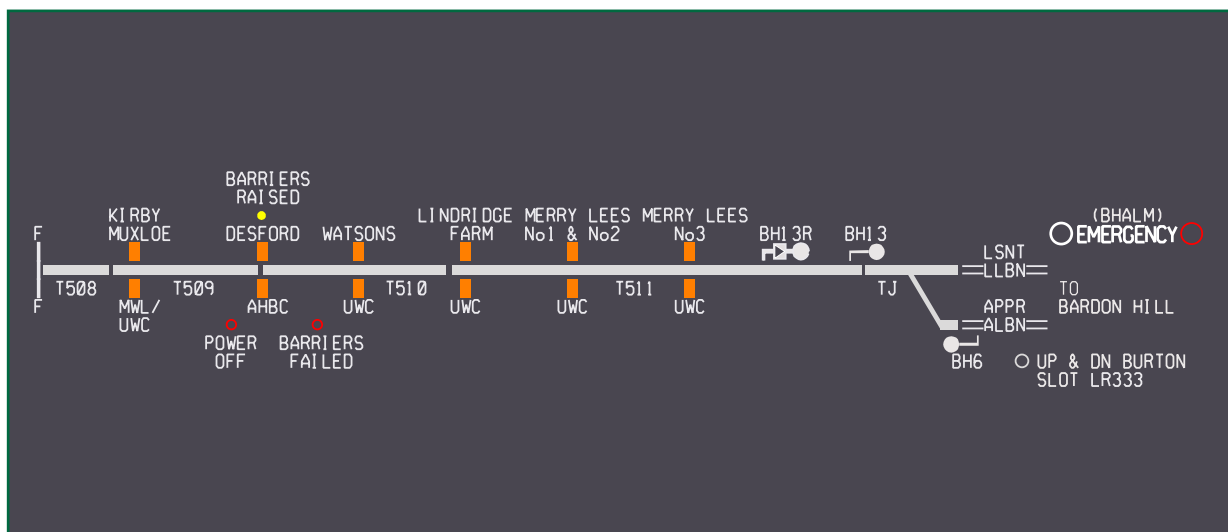 BARRIERS
RAISED
KIRBY
MUXLOE
DESFORD
WATSONS
LINDRIDGE
FARM
MERRY LEES
No1 & No2
MERRY LEES
No3
BH13R
BH13
(BHALM)
EMERGENCY
F
F
T508
T509
T510
T511
TJ
LSNT
LLBN
TO
BARDON HILL
APPR
ALBN
MWL/
UWC
AHBC
UWC
UWC
UWC
UWC
POWER
OFF
BARRIERS
FAILED
BH6
UP & DN BURTON
SLOT LR333